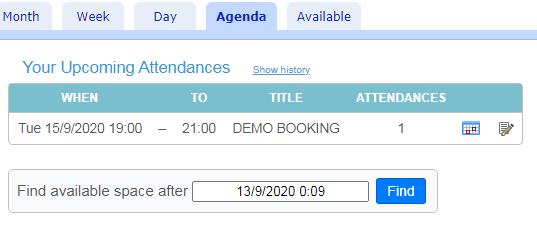 Month Week Day Agenda Available
Your Upcoming Attendances Show history
WHEN TO TITLE ATTENDANCES
Tue 15/9/2020 19:00 – 21:00 DEMO BOOKING 1
Find available space after 13/9/2020 0:09 Find